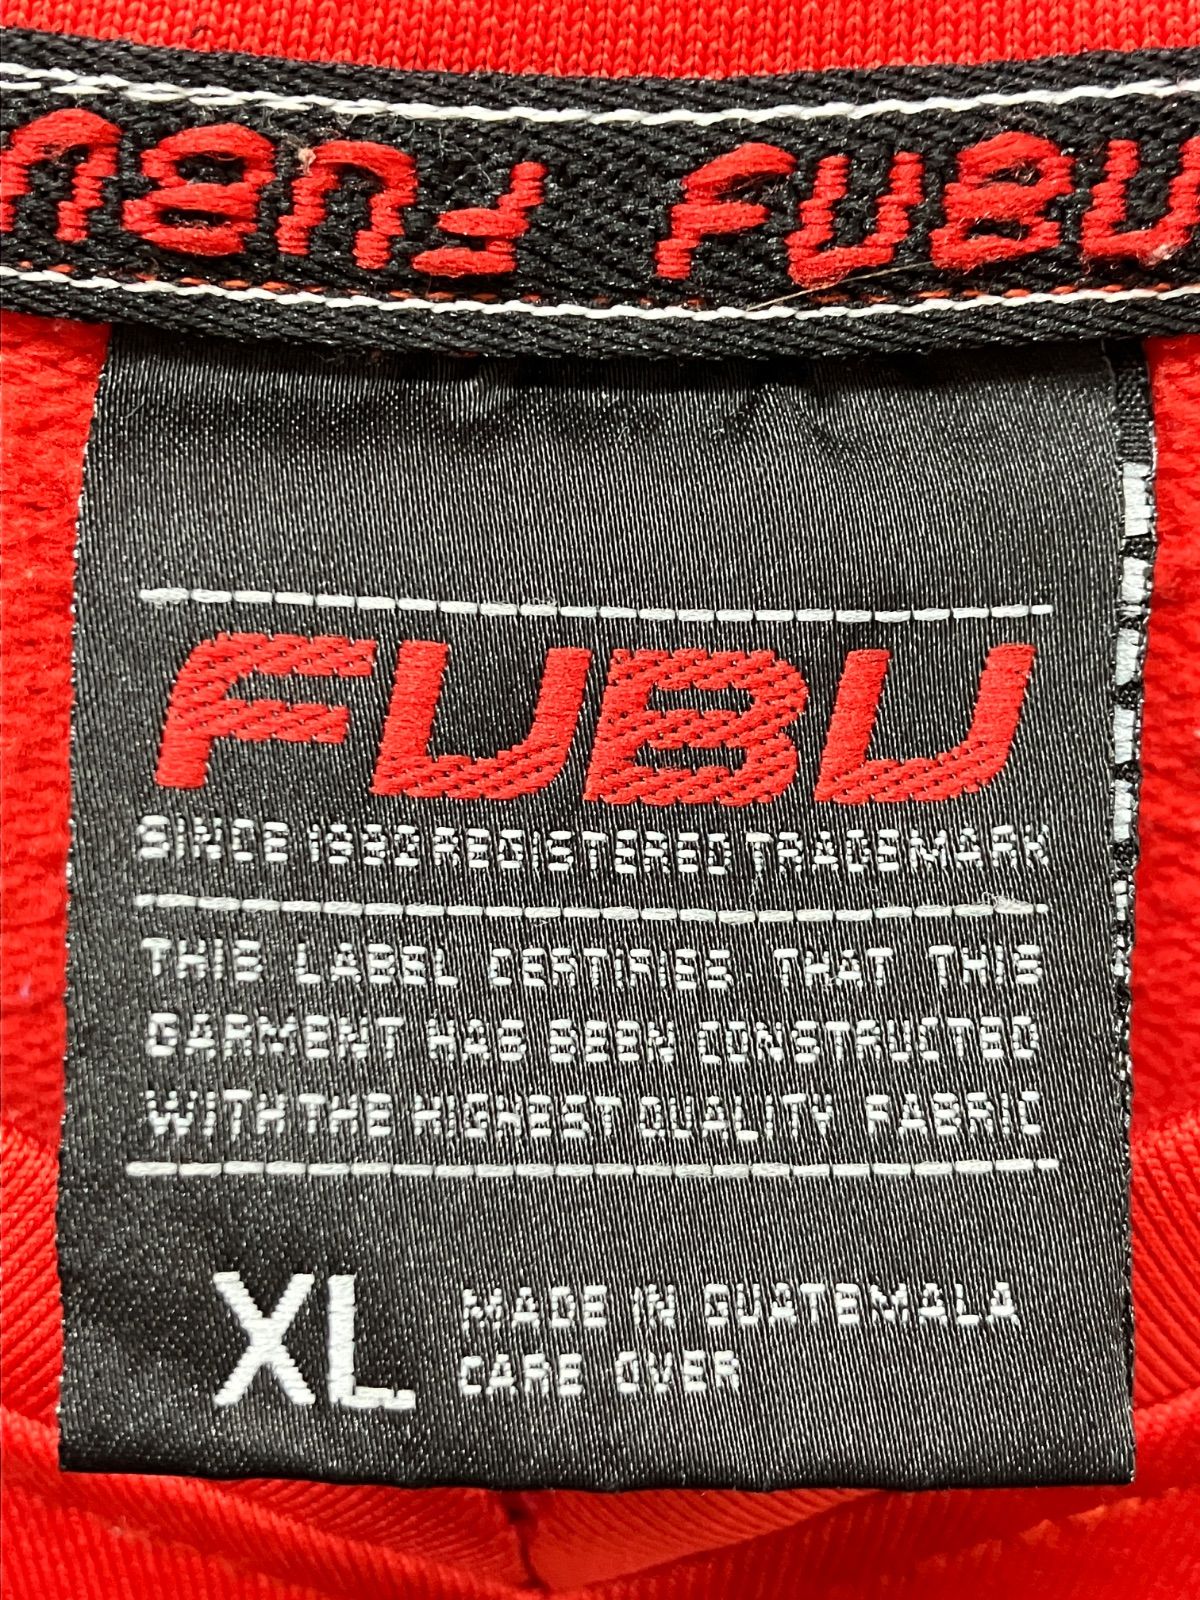 FUBU FUBU
FUBU
SINCE 1992 REGISTERED TRADEMARK
THIS LABEL CERTIFIES THAT THIS
GARMENT HAS BEEN CONSTRUCTED
WITH THE HIGHEST QUALITY FABRIC
XL MADE IN GUATEMALA
CARE OVER